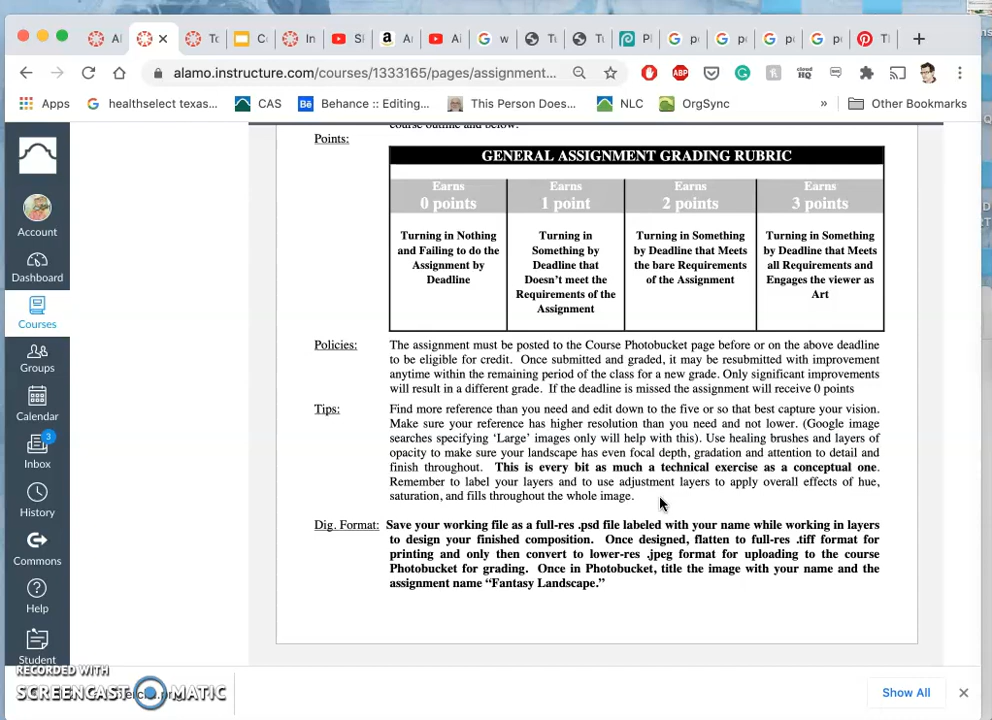 Al
To
C
In
Sl
A
Ai
w
To
Tu
Pl
p
p
p
p
Tl
alamo.instructure.com/courses/1333165/pages/assignment...
ABP
cloud HQ
Apps
healthselect texas...
CAS
Behance :: Editing...
This Person Does...
NLC
OrgSync
»
Other Bookmarks
Account
Dashboard
Courses
Groups
Calendar
3
Inbox
History
Commons
Help
Student
course outline and below.
Points:
GENERAL ASSIGNMENT GRADING RUBRIC
Earns
0 points
Earns
1 point
Earns
2 points
Earns
3 points
Turning in Nothing
and Failing to do the
Assignment by
Deadline
Turning in
Something by
Deadline that
Doesn't meet the
Requirements of the
Assignment
Turning in Something
by Deadline that Meets
the bare Requirements
of the Assignment
Turning in Something
by Deadline that Meets
all Requirements and
Engages the viewer as
Art
Policies: The assignment must be posted to the Course Photobucket page before or on the above deadline
to be eligible for credit. Once submitted and graded, it may be resubmitted with improvement
anytime within the remaining period of the class for a new grade. Only significant improvements
will result in a different grade. If the deadline is missed the assignment will receive 0 points
Tips: Find more reference than you need and edit down to the five or so that best capture your vision.
Make sure your reference has higher resolution than you need and not lower. (Google image
searches specifying 'Large' images only will help with this). Use healing brushes and layers of
opacity to make sure your landscape has even focal depth, gradation and attention to detail and
finish throughout. This is every bit as much a technical exercise as a conceptual one.
Remember to label your layers and to use adjustment layers to apply overall effects of hue,
saturation, and fills throughout the whole image.
Dig. Format: Save your working file as a full-res .psd file labeled with your name while working in layers
to design your finished composition. Once designed, flatten to full-res .tiff format for
printing and only then convert to lower-res .jpeg format for uploading to the course
Photobucket for grading. Once in Photobucket, title the image with your name and the
assignment name “Fantasy Landscape.”
RECORDED WITH
SCREENCAST MATIC
Show All